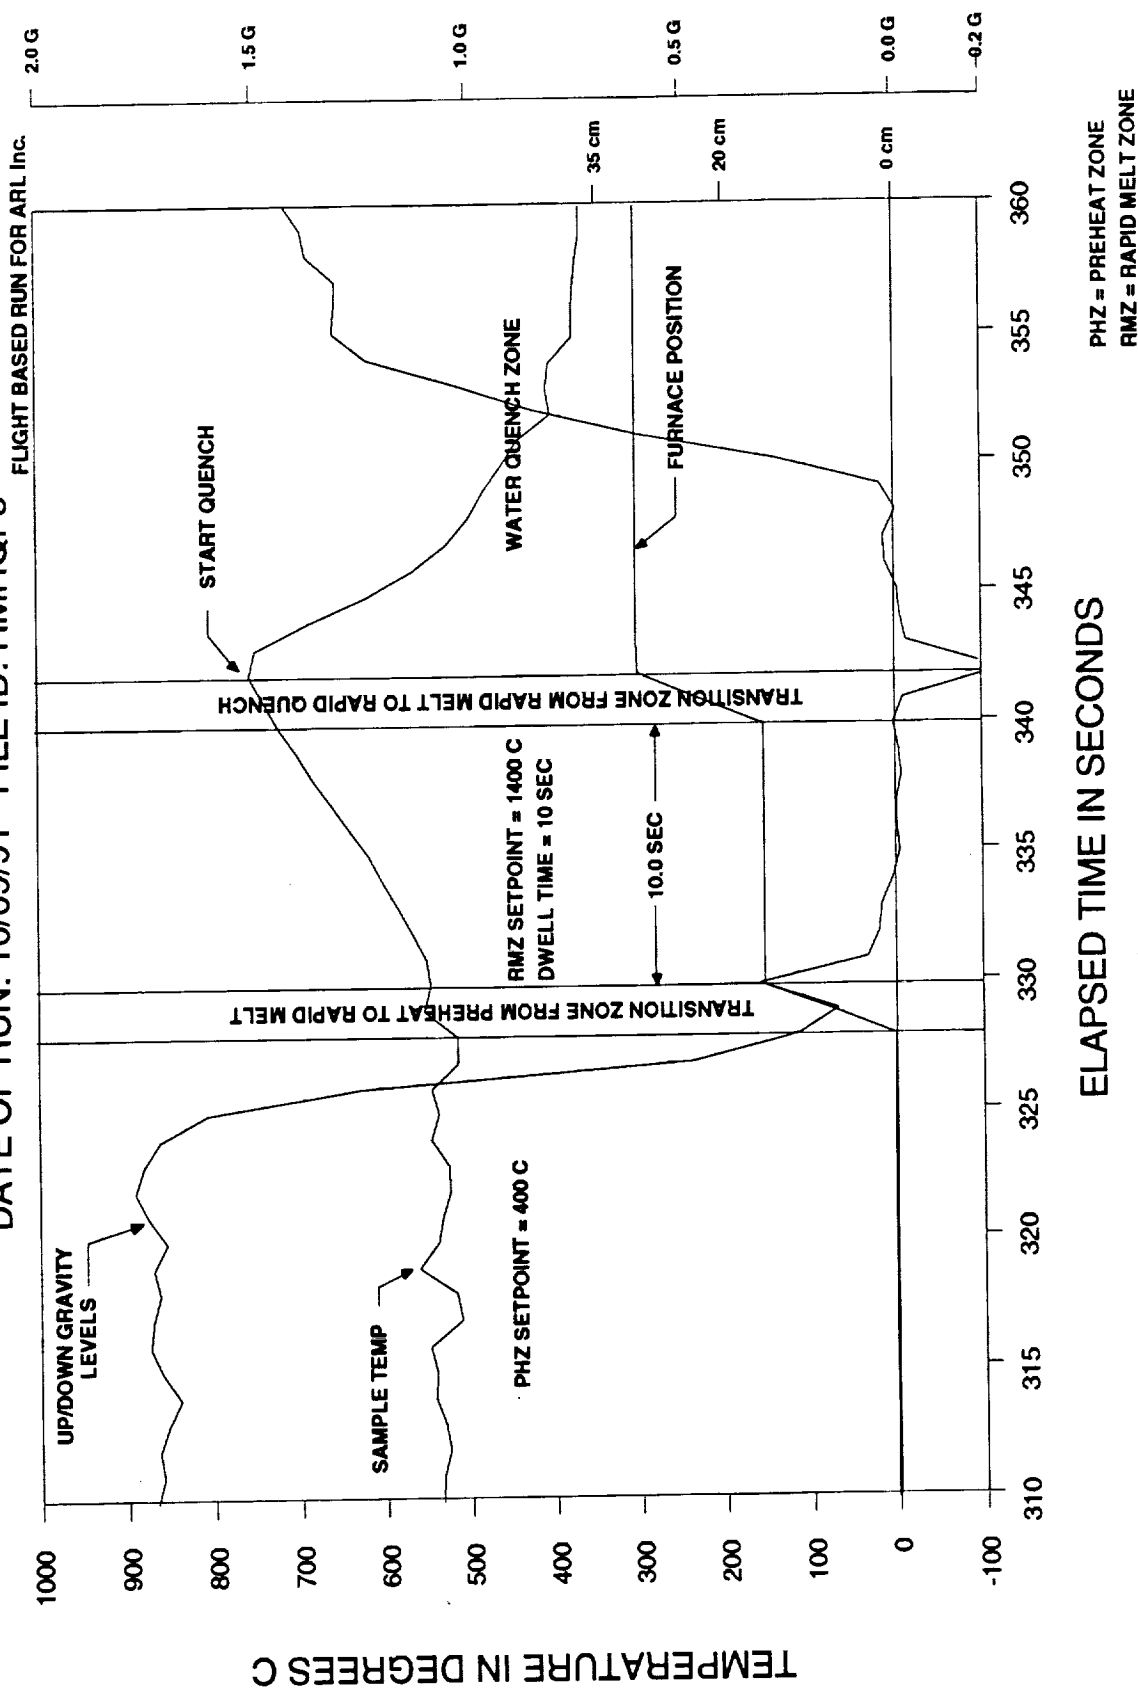 FLIGHT BASED RUN FOR ARL Inc.
UP/DOWN GRAVITY
LEVELS
SAMPLE TEMP
PHZ SETPOINT = 400 C
TRANSITION ZONE FROM PREHEAT TO RAPID MELT
RMZ SETPOINT = 1400 C
DWELL TIME = 10 SEC
10.0 SEC
TRANSITION ZONE FROM RAPID MELT TO RAPID QUENCH
START QUENCH
WATER QUENCH ZONE
FURNACE POSITION
TEMPERATURE IN DEGREES C
1000
900
800
700
600
500
400
300
200
100
0
-100
310
315
320
325
330
335
340
345
350
355
360
ELAPSED TIME IN SECONDS
35 cm
20 cm
0 cm
2.0 G
1.5 G
1.0 G
0.5 G
0.0 G
-0.2 G
PHZ = PREHEAT ZONE
RMZ = RAPID MELT ZONE